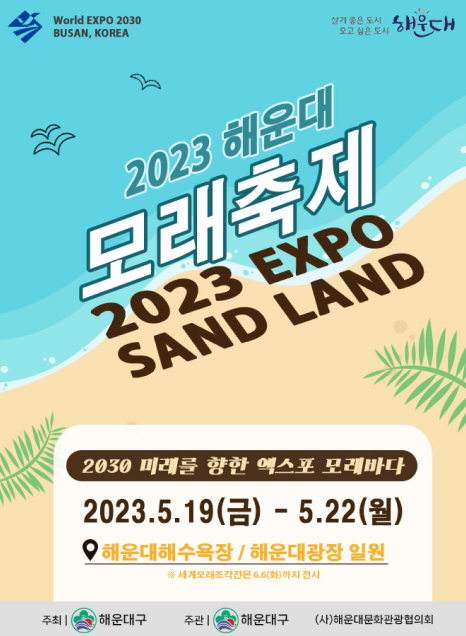 World EXPO 2030
BUSAN, KOREA
살기 좋은 도시
오고 싶은 도시
해운대
2023 해운대
모래축제
2023 EXPO
SAND LAND
2030 미래를 향한 엑스포 모래바다
2023.5.19(금) - 5.22(월)
해운대해수욕장 / 해운대광장 일원
※ 세계모래조각전은 6.6(화)까지 전시
주최 | 해운대구 주관 | 해운대구 (사)해운대문화관광협의회